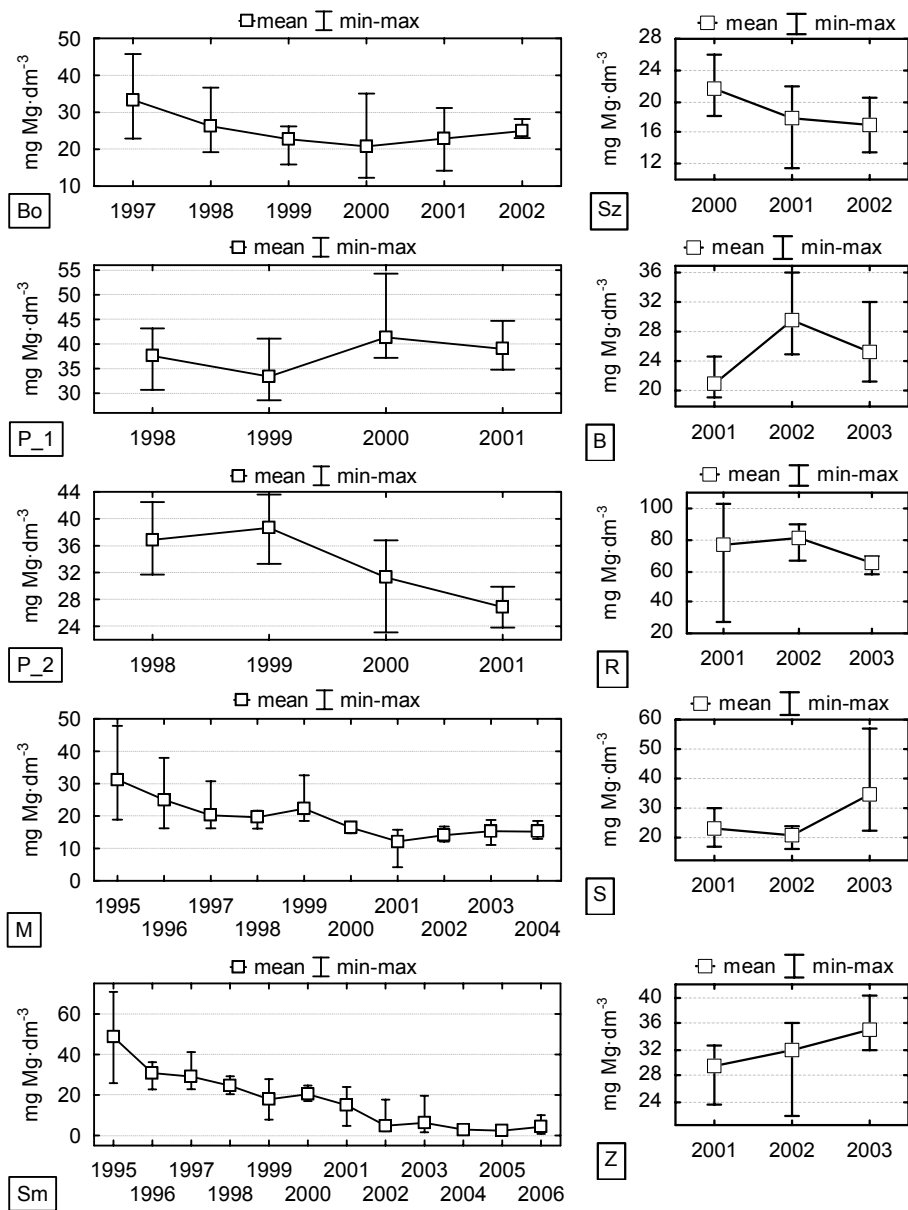 mean min-max
mg Mg·dm⁻³
50
40
30
20
10
1997 1998 1999 2000 2001 2002
Bo
mean min-max
mg Mg·dm⁻³
28
24
20
16
12
2000 2001 2002
Sz
mean min-max
mg Mg·dm⁻³
55
50
45
40
35
30
1998 1999 2000 2001
P_1
mean min-max
mg Mg·dm⁻³
36
32
28
24
20
2001 2002 2003
B
mean min-max
mg Mg·dm⁻³
44
40
36
32
28
24
1998 1999 2000 2001
P_2
mean min-max
mg Mg·dm⁻³
100
80
60
40
20
2001 2002 2003
R
mean min-max
mg Mg·dm⁻³
50
40
30
20
10
0
1995 1997 1999 2001 2003
1996 1998 2000 2002 2004
M
mean min-max
mg Mg·dm⁻³
60
50
40
30
20
2001 2002 2003
S
mean min-max
mg Mg·dm⁻³
60
40
20
0
1995 1997 1999 2001 2003 2005
1996 1998 2000 2002 2004 2006
Sm
mean min-max
mg Mg·dm⁻³
40
36
32
28
24
2001 2002 2003
Z